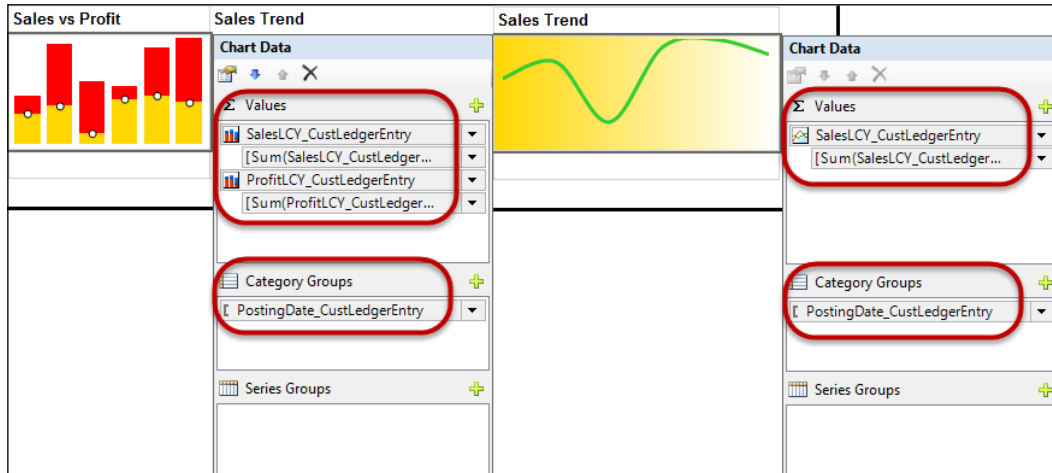 Sales vs Profit
Sales Trend
Chart Data
Σ Values
SalesLCY_CustLedgerEntry
[Sum(SalesLCY_CustLedger...
ProfitLCY_CustLedgerEntry
[Sum(ProfitLCY_CustLedger...
Category Groups
PostingDate_CustLedgerEntry
Series Groups
Sales Trend
Chart Data
Σ Values
SalesLCY_CustLedgerEntry
[Sum(SalesLCY_CustLedger...
Category Groups
PostingDate_CustLedgerEntry
Series Groups